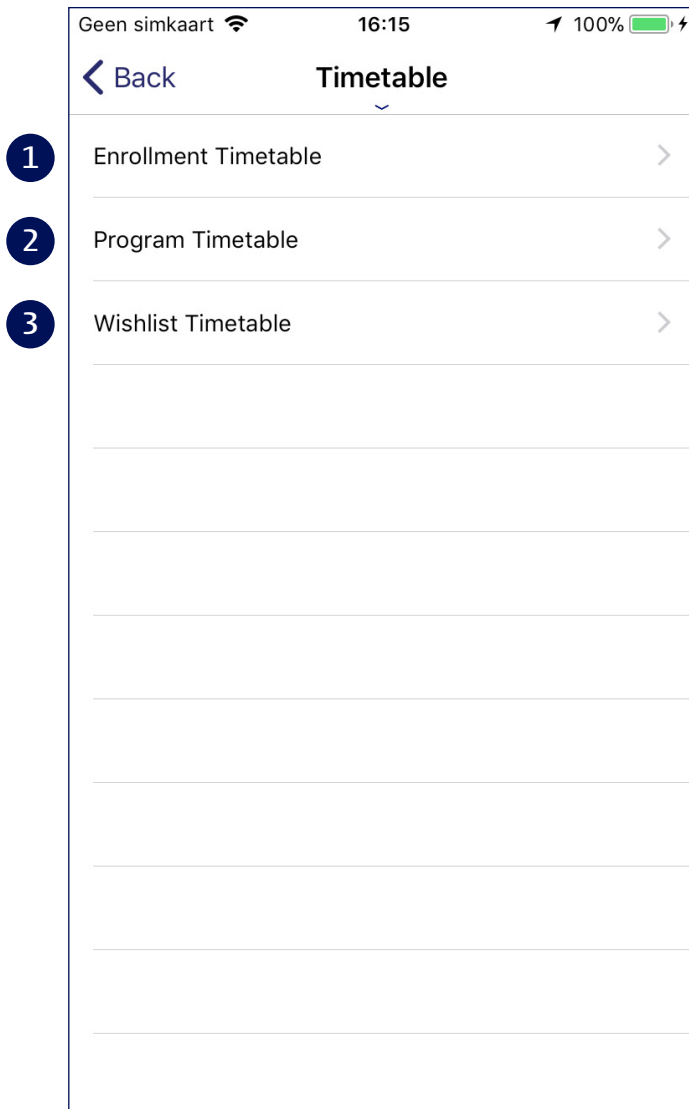 Geen simkaart 16:15 100%
Back Timetable
1 Enrollment Timetable
2 Program Timetable
3 Wishlist Timetable